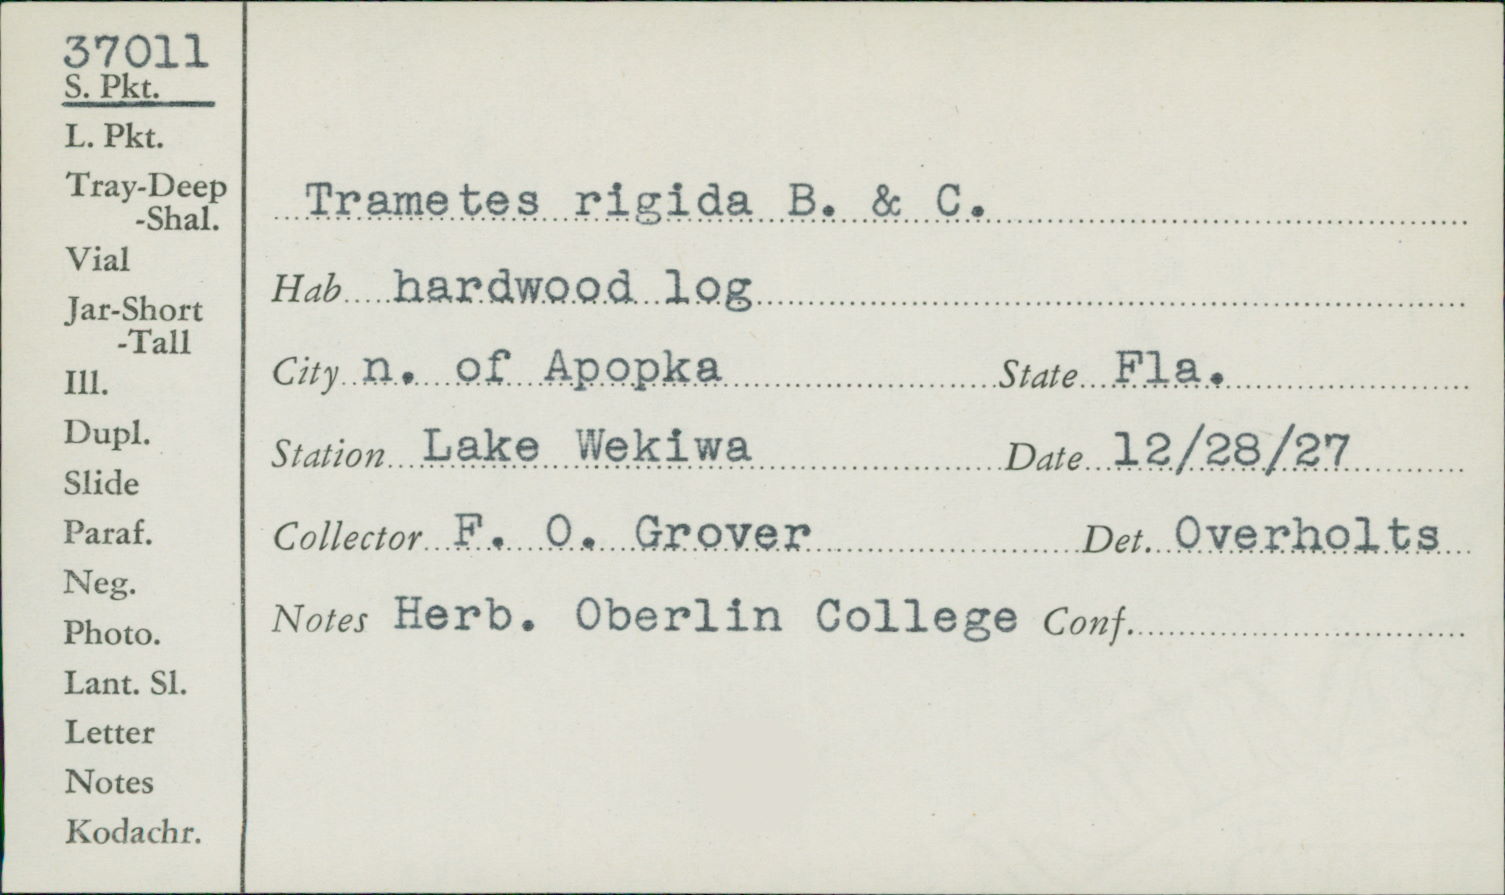 37011
S. Pkt.
L. Pkt.
Tray-Deep
-Shal.
Vial
Jar-Short
-Tall
Ill.
Dupl.
Slide
Paraf.
Neg.
Photo.
Lant. Sl.
Letter
Notes
Kodachr.
Trametes rigida B. & C.
Hab hardwood log
City n. of Apopka State Fla.
Station Lake Wekiwa Date 12/28/27
Collector F. O. Grover Det. Overholts
Notes Herb. Oberlin College Conf.